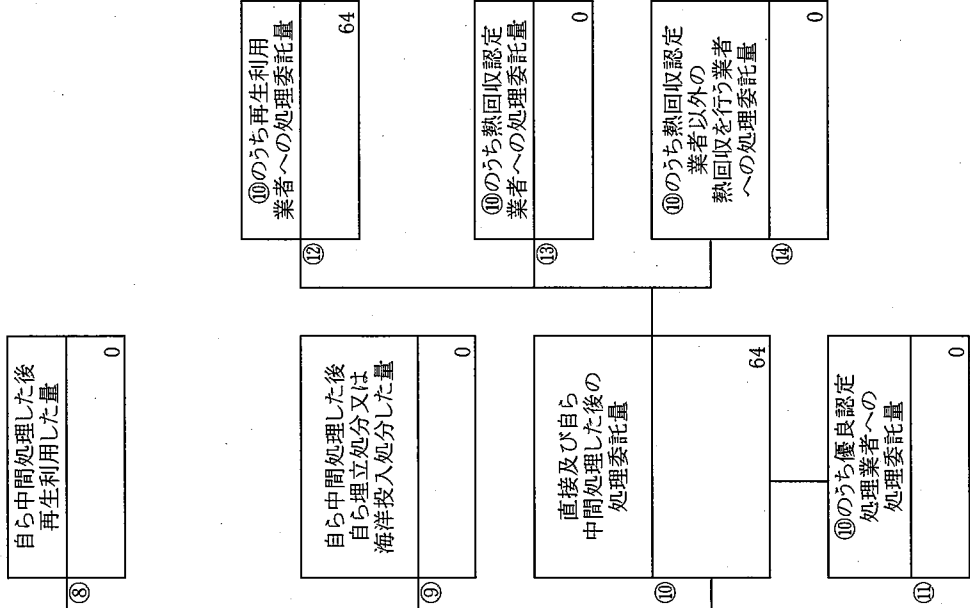 自ら中間処理した後
再生利用した量
⑧
0
自ら中間処理した後
自ら埋立処分又は
海洋投入処分した量
⑨
0
直接及び自ら
中間処理した後の
処理委託量
⑩
64
⑩のうち優良認定
処理業者への
処理委託量
⑪
0
⑩のうち再生利用
業者への処理委託量
⑫
64
⑩のうち熱回収認定
業者への処理委託量
⑬
0
⑩のうち熱回収認定
業者以外の
熱回収を行う業者
への処理委託量
⑭
0